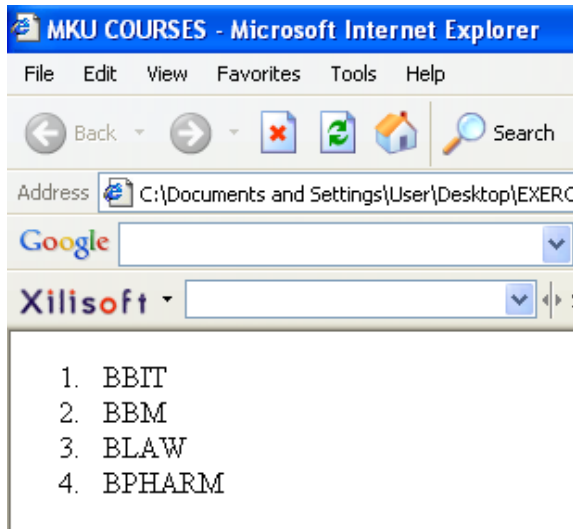 MKU COURSES - Microsoft Internet Explorer
File Edit View Favorites Tools Help
Back Search
Address C:\Documents and Settings\User\Desktop\EXERC
Google
Xilisoft
1. BBIT
2. BBM
3. BLAW
4. BPHARM